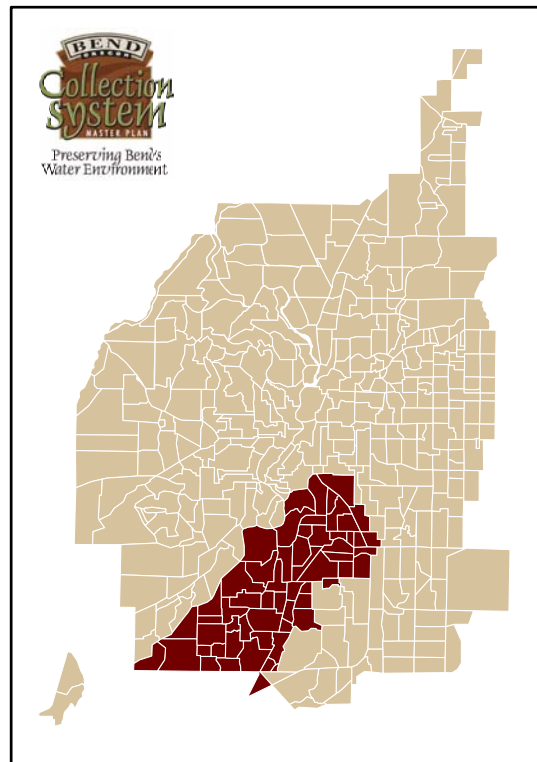 BEND
OREGON
Collection
System
MASTER PLAN
Preserving Bend's
Water Environment